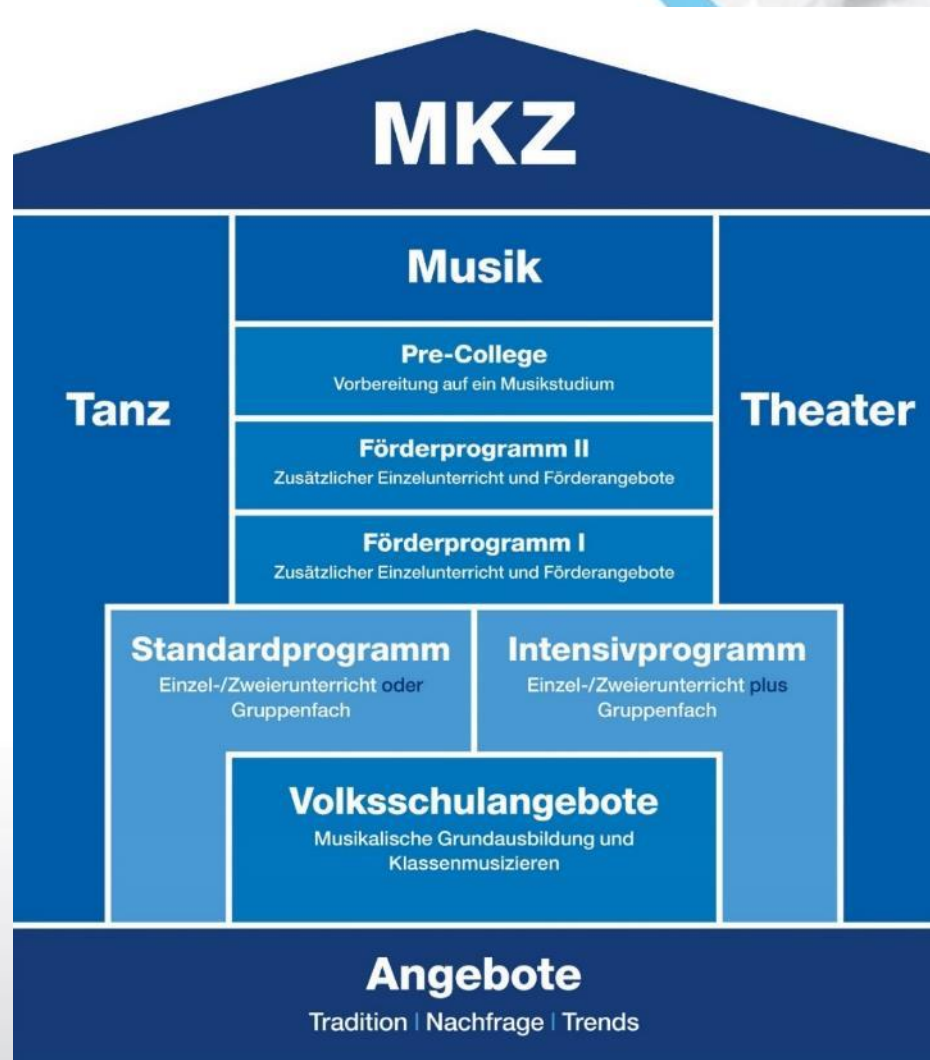 MKZ
Musik
Pre-College
Vorbereitung auf ein Musikstudium
Tanz
Theater
Förderprogramm II
Zusätzlicher Einzelunterricht und Förderangebote
Förderprogramm I
Zusätzlicher Einzelunterricht und Förderangebote
Standardprogramm
Einzel-/Zweierunterricht oder
Gruppenfach
Intensivprogramm
Einzel-/Zweierunterricht plus
Gruppenfach
Volksschulangebote
Musikalische Grundausbildung und
Klassenmusizieren
Angebote
Tradition | Nachfrage | Trends